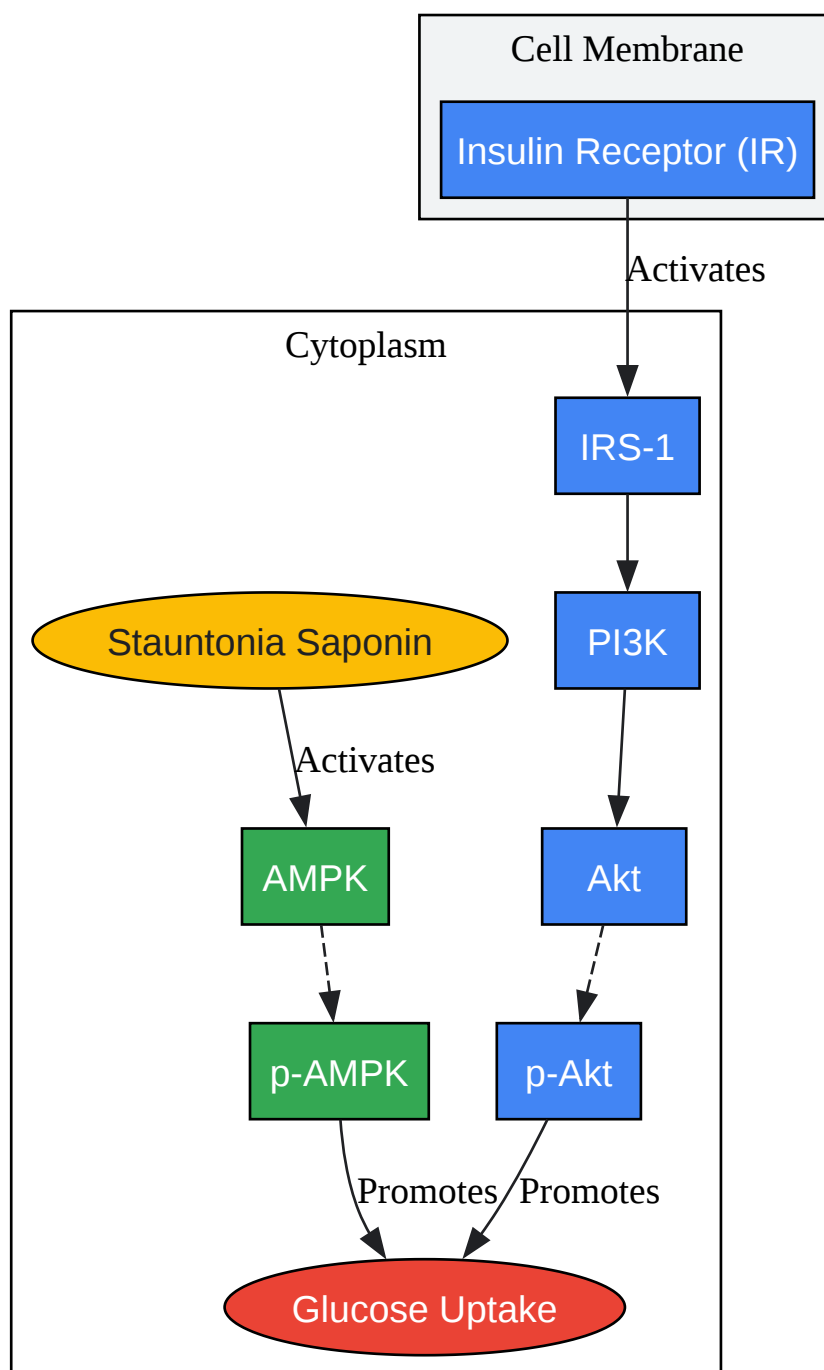 Cell Membrane
Insulin Receptor (IR)
Activates
Cytoplasm
IRS-1
Stauntonia Saponin
PI3K
Activates
AMPK
Akt
p-AMPK
p-Akt
Promotes
Promotes
Glucose Uptake